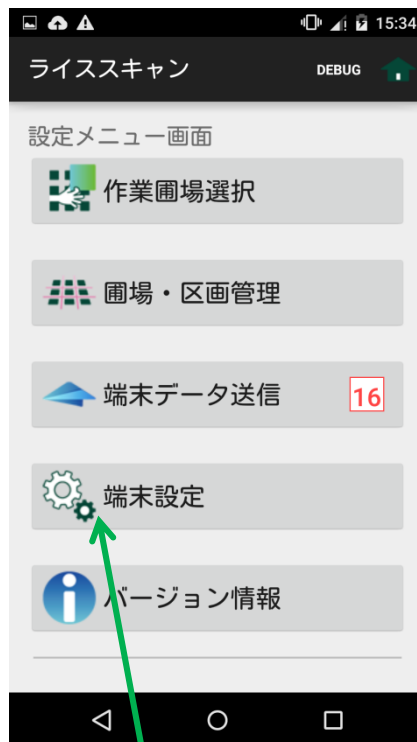 15:34
ライススキャン DEBUG
設定メニュー画面
作業圃場選択
圃場・区画管理
端末データ送信 16
端末設定
バージョン情報